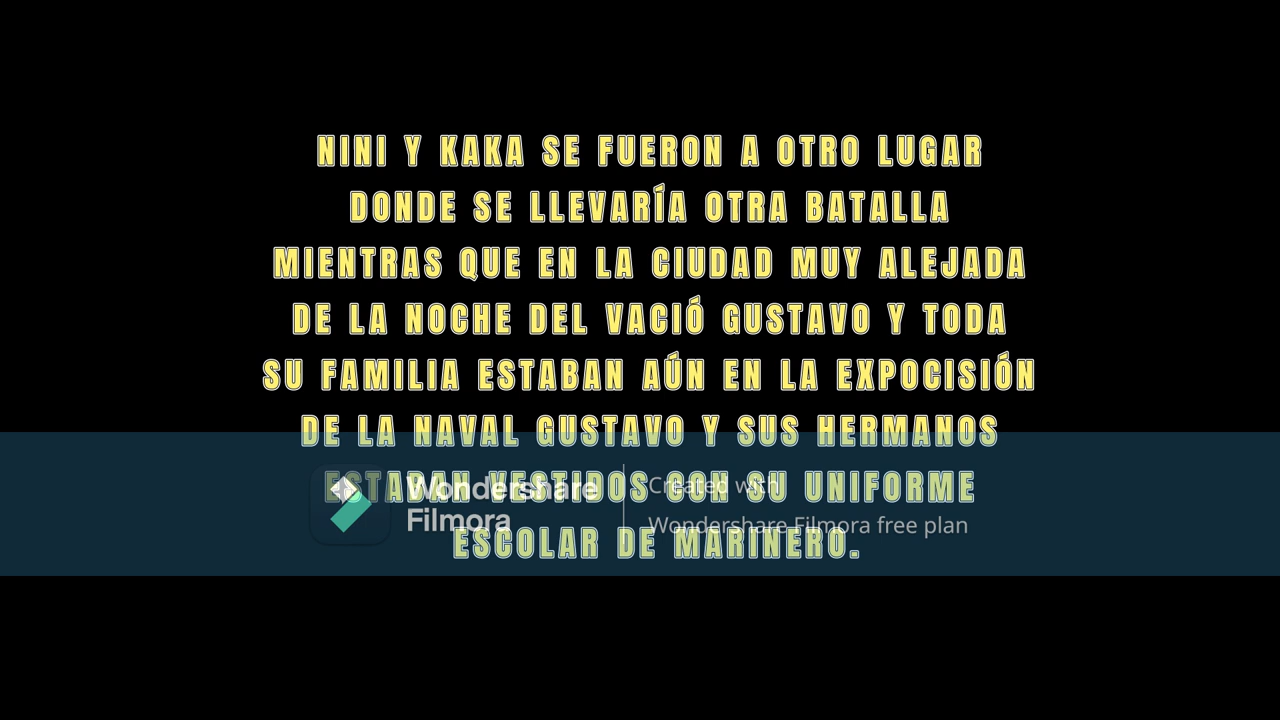 NINI Y KAKA SE FUERON A OTRO LUGAR
DONDE SE LLEVARÍA OTRA BATALLA
MIENTRAS QUE EN LA CIUDAD MUY ALEJADA
DE LA NOCHE DEL VACIÓ GUSTAVO Y TODA
SU FAMILIA ESTABAN AÚN EN LA EXPOCISIÓN
DE LA NAVAL GUSTAVO Y SUS HERMANOS
ESTABAN VESTIDOS CON SU UNIFORME
ESCOLAR DE MARINERO.
Wondershare
Filmora
Created with
Wondershare Filmora free plan